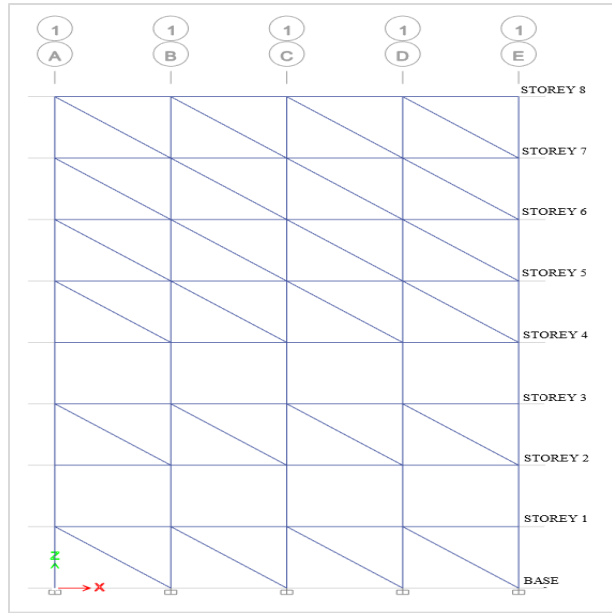 1 1 1 1 1
A B C D E
STOREY 8
STOREY 7
STOREY 6
STOREY 5
STOREY 4
STOREY 3
STOREY 2
STOREY 1
Z
X
BASE